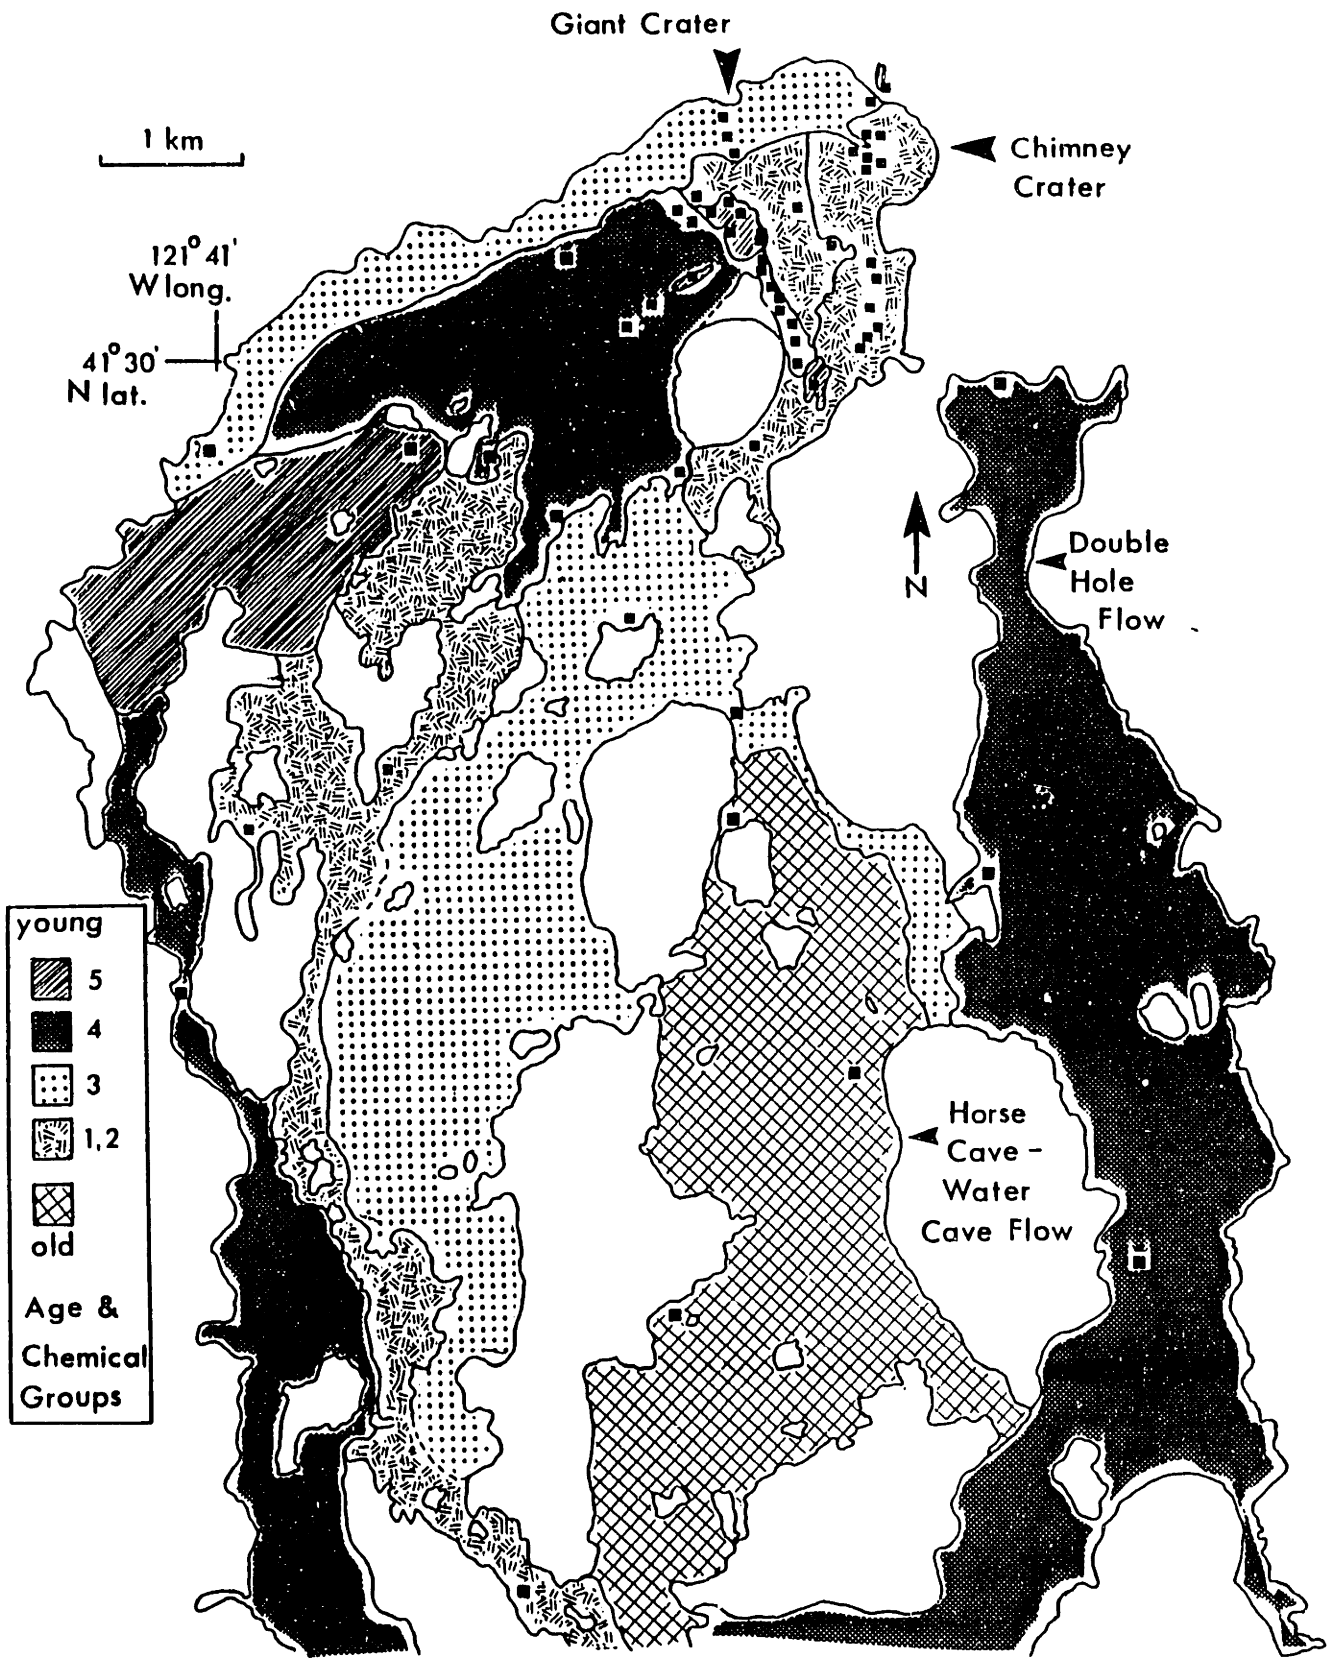 Giant Crater
1 km
Chimney
Crater
121° 41'
W long.
41° 30'
N lat.
N
Double
Hole
Flow
young
5
4
3
1,2
old
Age &
Chemical
Groups
Horse
Cave –
Water
Cave Flow